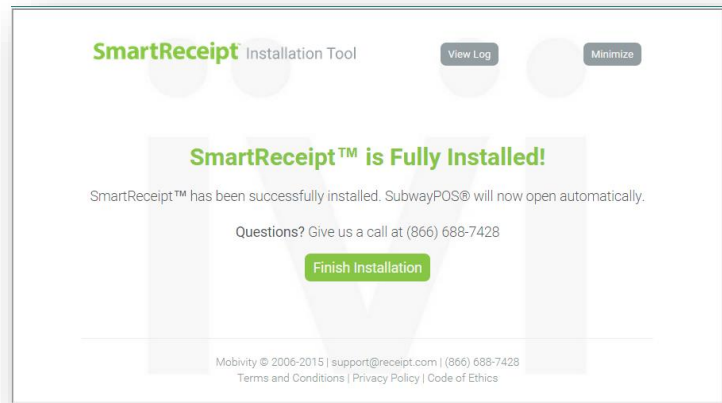 SmartReceipt Installation Tool
View Log
Minimize
SmartReceipt™ is Fully Installed!
SmartReceipt™ has been successfully installed. SubwayPOS® will now open automatically.
Questions? Give us a call at (866) 688-7428
Finish Installation
Mobivity © 2006-2015 | support@receipt.com | (866) 688-7428
Terms and Conditions | Privacy Policy | Code of Ethics